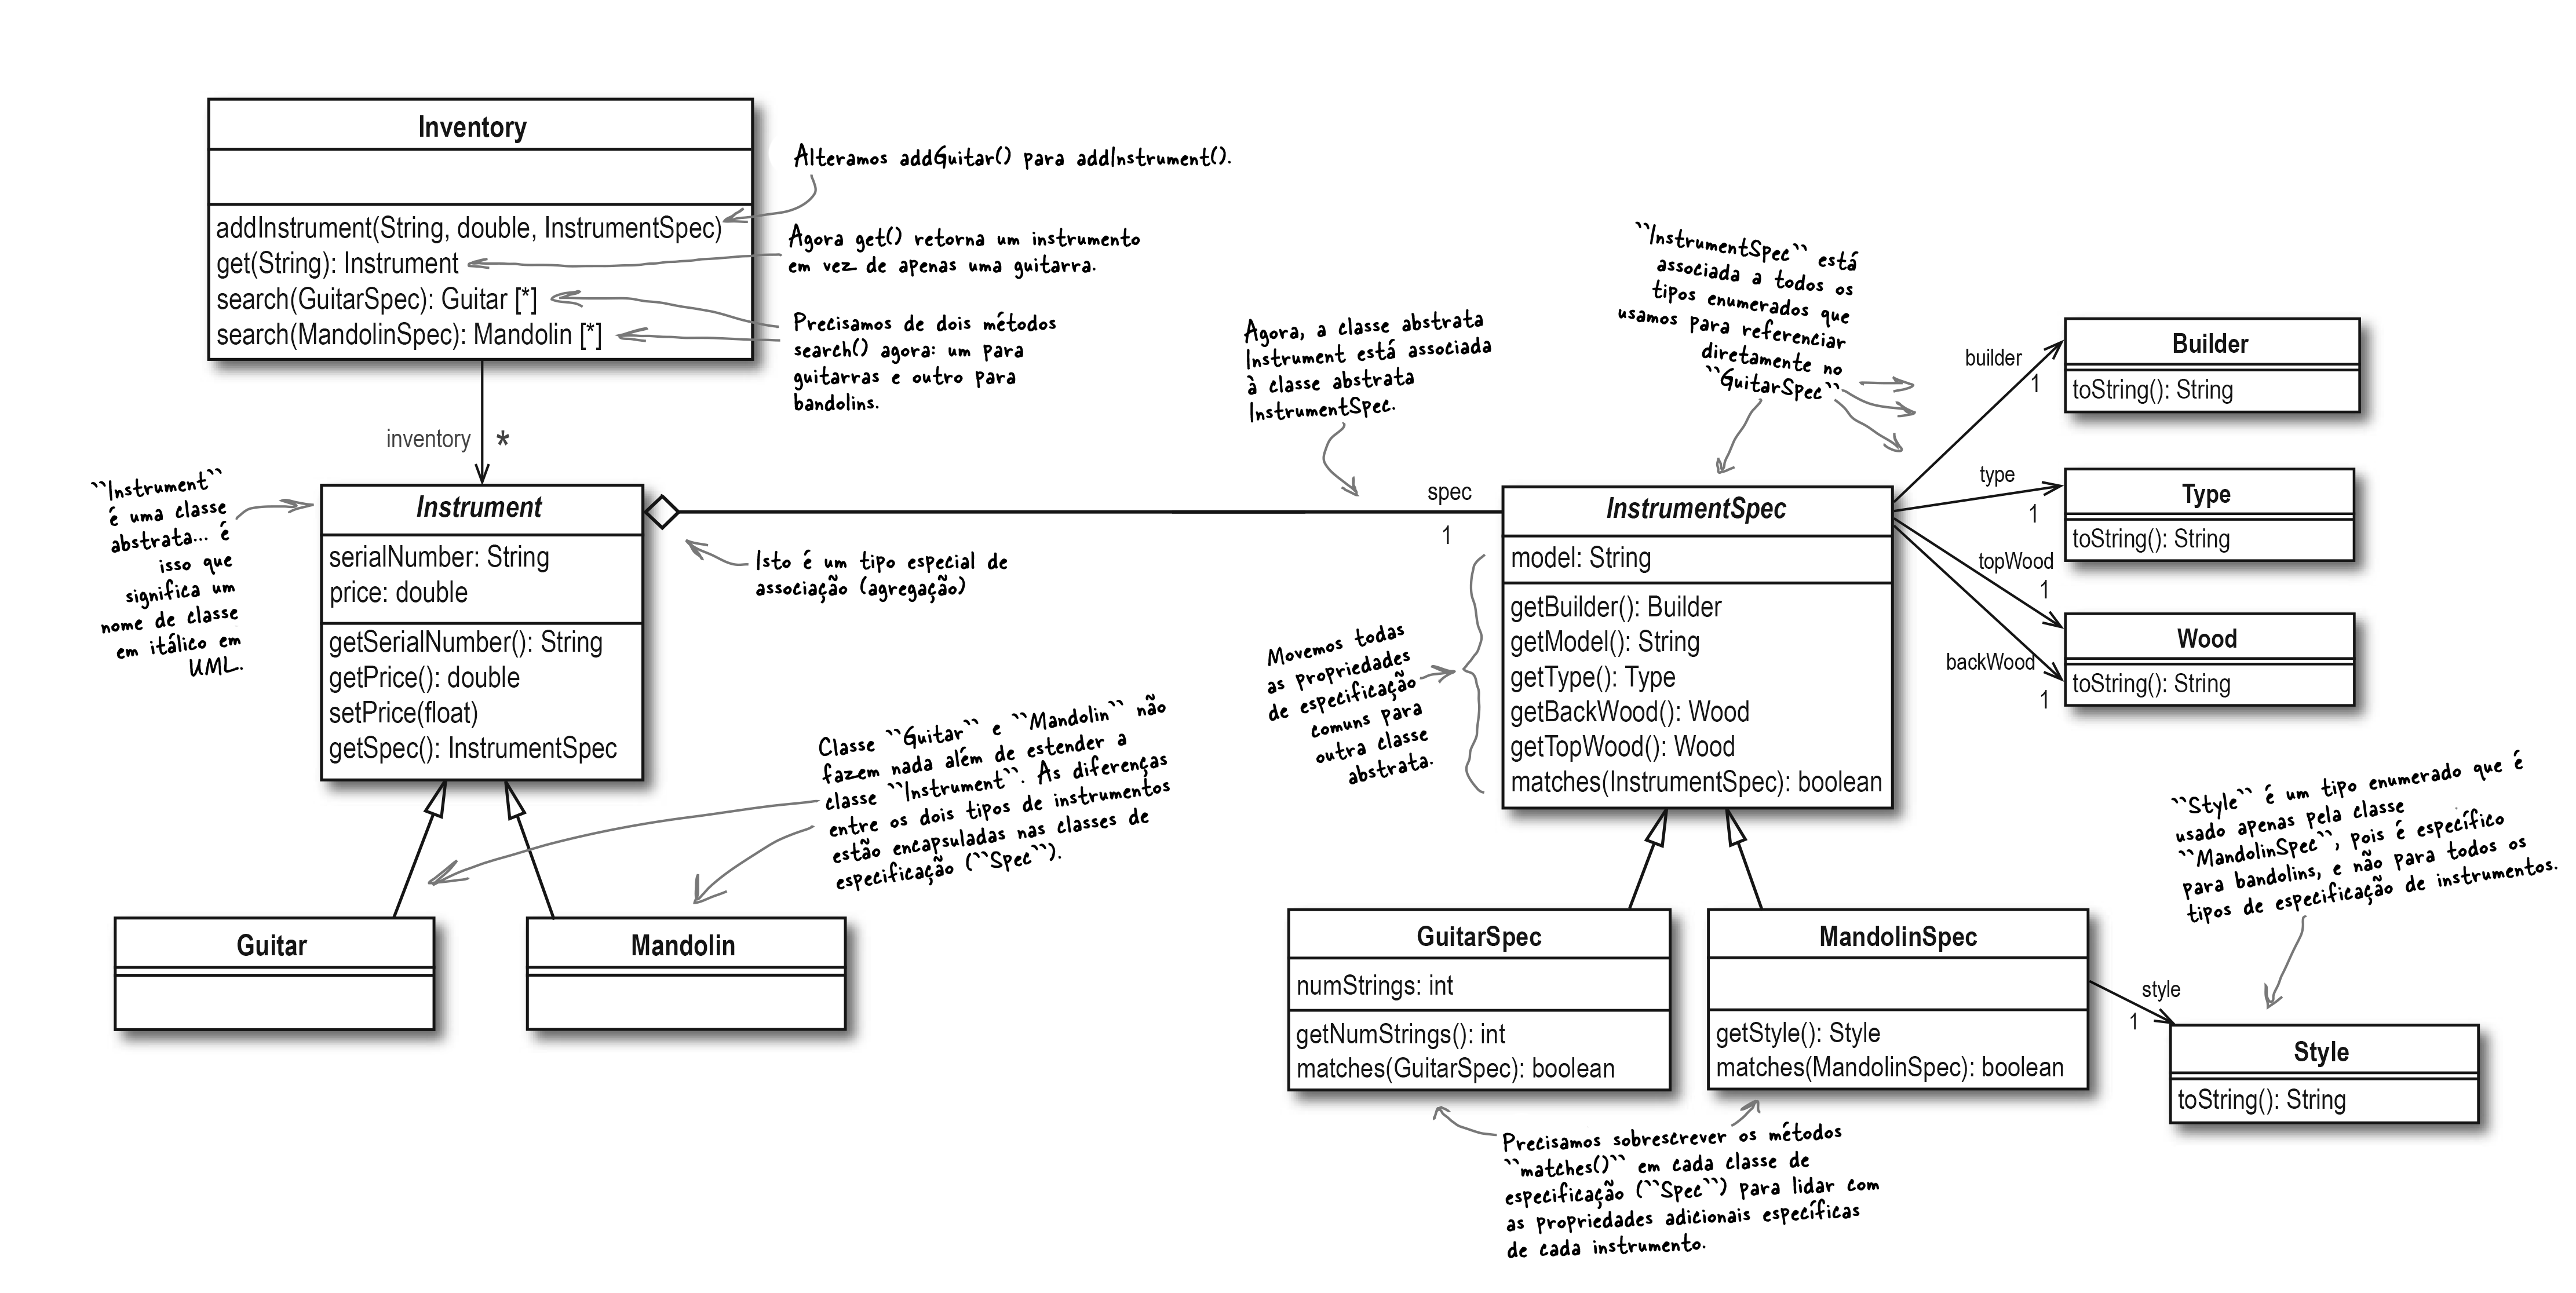 Inventory
addInstrument(String, double, InstrumentSpec)
get(String): Instrument
search(GuitarSpec): Guitar [*]
search(MandolinSpec): Mandolin [*]
Alteramos addGuitar() para addInstrument().
Agora get() retorna um instrumento
em vez de apenas uma guitarra.
Precisamos de dois métodos
search() agora: um para
guitarras e outro para
bandolins.
inventory
*
``Instrument``
é uma classe
abstrata... é
isso que
significa um
nome de classe
em itálico em
UML.
Instrument
serialNumber: String
price: double
getSerialNumber(): String
getPrice(): double
setPrice(float)
getSpec(): InstrumentSpec
Isto é um tipo especial de
associação (agregação)
Classe ``Guitar`` e ``Mandolin`` não
fazem nada além de estender a
classe ``Instrument``. As diferenças
entre os dois tipos de instrumentos
estão encapsuladas nas classes de
especificação (``Spec``).
Guitar
Mandolin
Agora, a classe abstrata
Instrument está associada
à classe abstrata
InstrumentSpec.
spec
1
``InstrumentSpec`` está
associada a todos os
tipos enumerados que
usamos para referenciar
diretamente no
``GuitarSpec``
InstrumentSpec
model: String
getBuilder(): Builder
getModel(): String
getType(): Type
getBackWood(): Wood
getTopWood(): Wood
matches(InstrumentSpec): boolean
Movemos todas
as propriedades
de especificação
comuns para
outra classe
abstrata.
builder
1
Builder
toString(): String
type
1
Type
toString(): String
topWood
1
backWood
1
Wood
toString(): String
GuitarSpec
numStrings: int
getNumStrings(): int
matches(GuitarSpec): boolean
MandolinSpec
getStyle(): Style
matches(MandolinSpec): boolean
``Style`` é um tipo enumerado que é
usado apenas pela classe
``MandolinSpec``, pois é específico
para bandolins, e não para todos os
tipos de especificação de instrumentos.
style
1
Style
toString(): String
Precisamos sobrescrever os métodos
``matches()`` em cada classe de
especificação (``Spec``) para lidar com
as propriedades adicionais específicas
de cada instrumento.